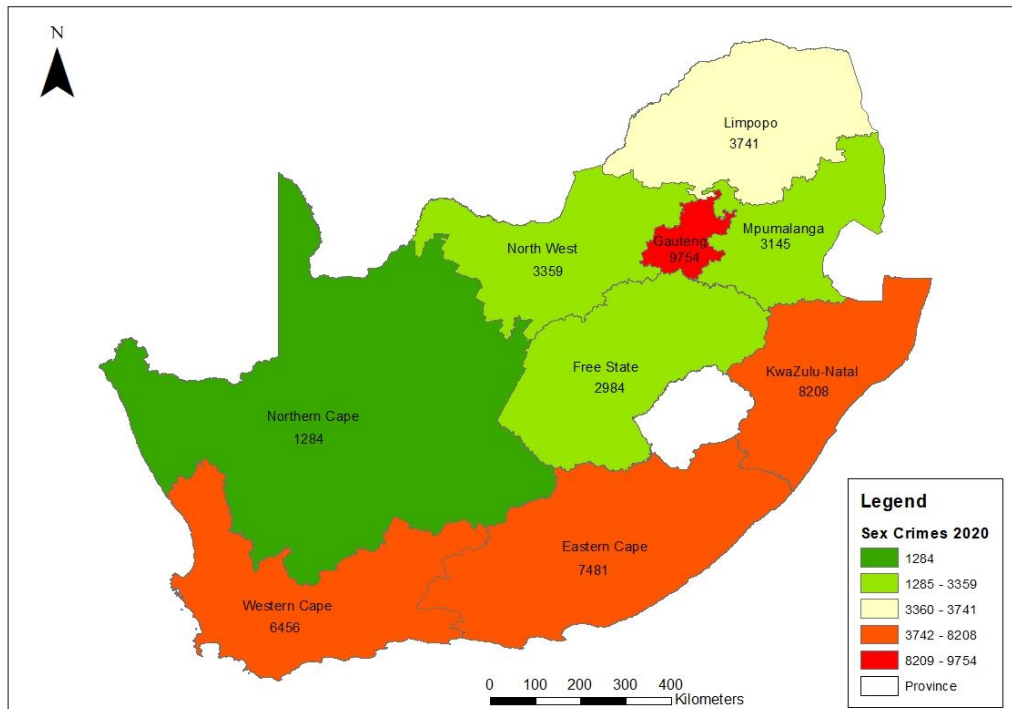 N
Limpopo
3741
Mpumalanga
3145
Gauteng
9754
North West
3359
Free State
2984
KwaZulu-Natal
8208
Northern Cape
1284
Eastern Cape
7481
Western Cape
6456
Legend
Sex Crimes 2020
1284
1285 - 3359
3360 - 3741
3742 - 8208
8209 - 9754
Province
0 100 200 300 400
Kilometers